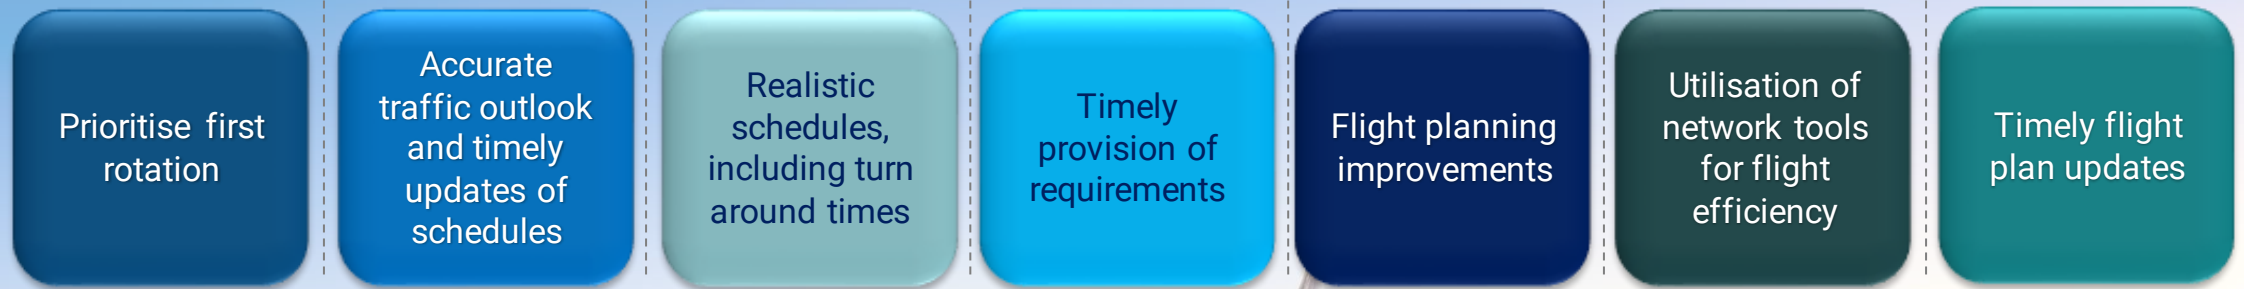 Prioritise first
rotation
Accurate
traffic outlook
and timely
updates of
schedules
Realistic
schedules,
including turn
around times
Timely
provision of
requirements
Flight planning
improvements
Utilisation of
network tools
for flight
efficiency
Timely flight
plan updates